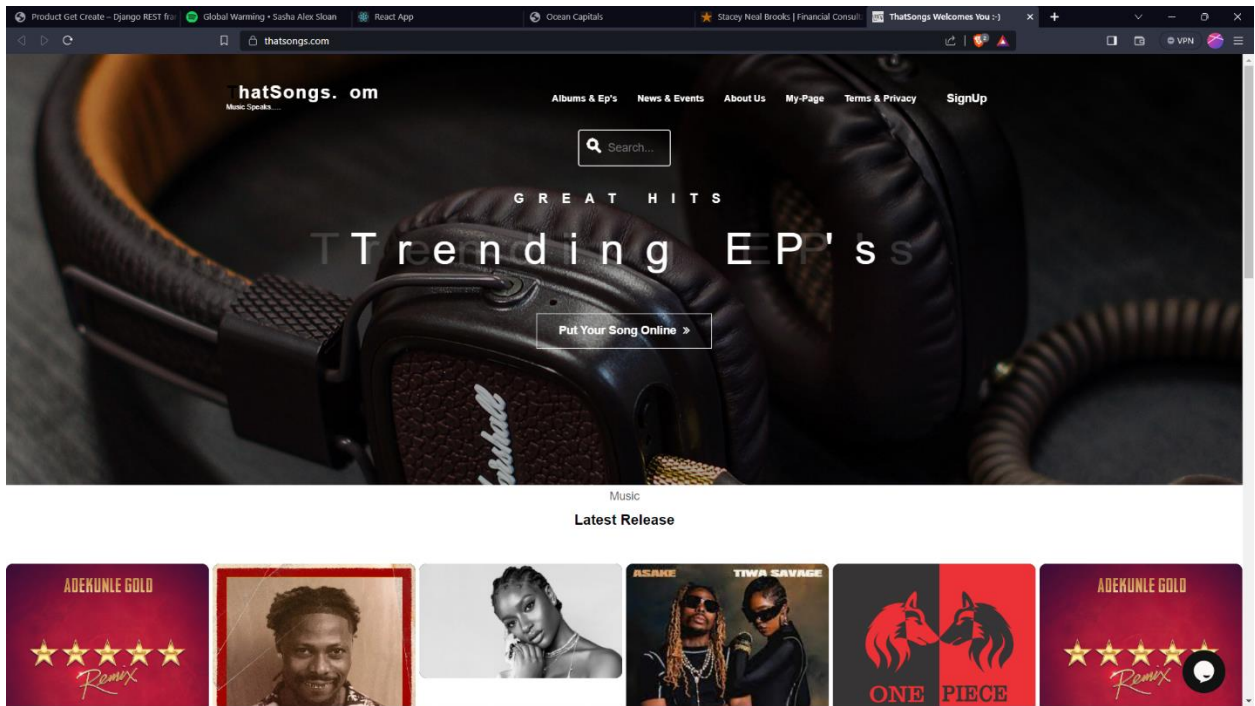 Product Get Create – Django REST fra
Global Warming • Sasha Alex Sloan
React App
Ocean Capitals
Stacey Neal Brooks | Financial Consult
ThatSongs Welcomes You :-)
thatsongs.com
VPN
ThatSongs. om
Music Speaks.....
Albums & Ep's
News & Events
About Us
My-Page
Terms & Privacy
SignUp
Search...
GREAT HITS
Trending EP's
Put Your Song Online »
Marshall
Music
Latest Release
ADEKUNLE GOLD
Remix
ASAKE
TIWA SAVAGE
ONE PIECE
ADEKUNLE GOLD
Remix